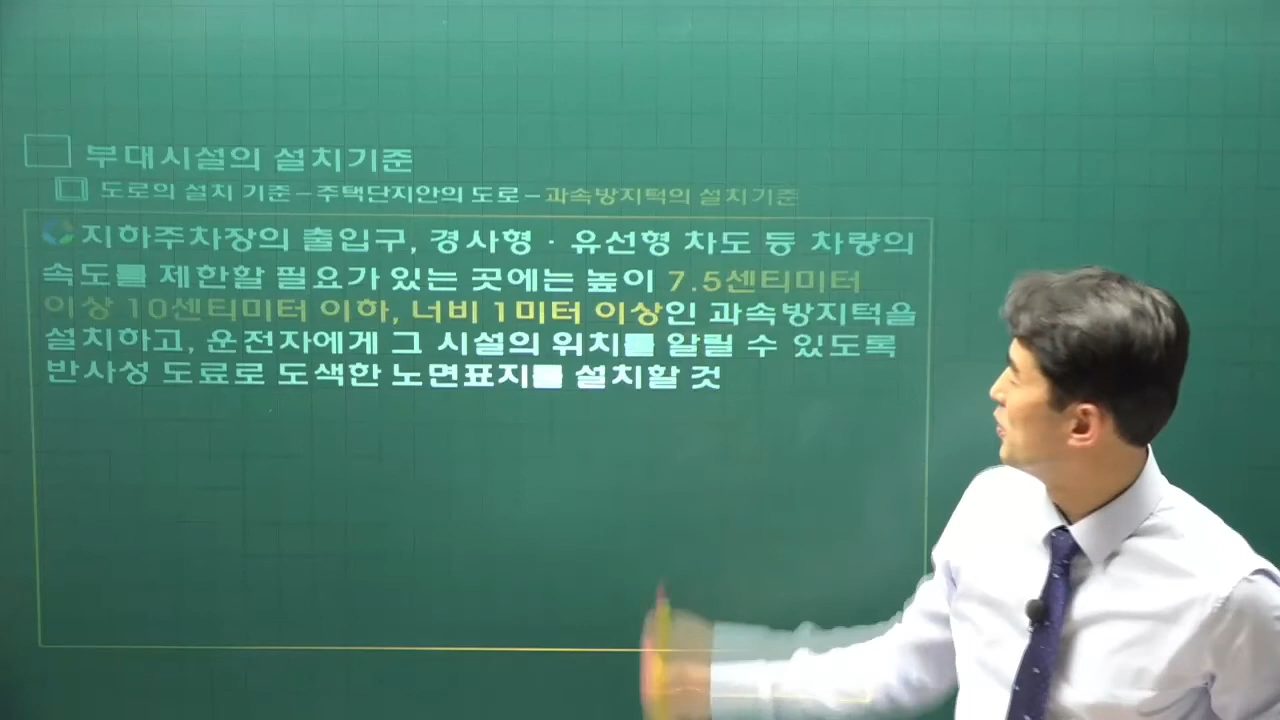 부대시설의 설치기준
도로의 설치 기준-주택단지안의 도로-과속방지턱의 설치기준
지하주차장의 출입구, 경사형 · 유선형 차도 등 차량의
속도를 제한할 필요가 있는 곳에는 높이 7.5센티미터
이상 10센티미터 이하, 너비 1미터 이상인 과속방지턱을
설치하고, 운전자에게 그 시설의 위치를 알릴 수 있도록
반사성 도료로 도색한 노면표지를 설치할 것